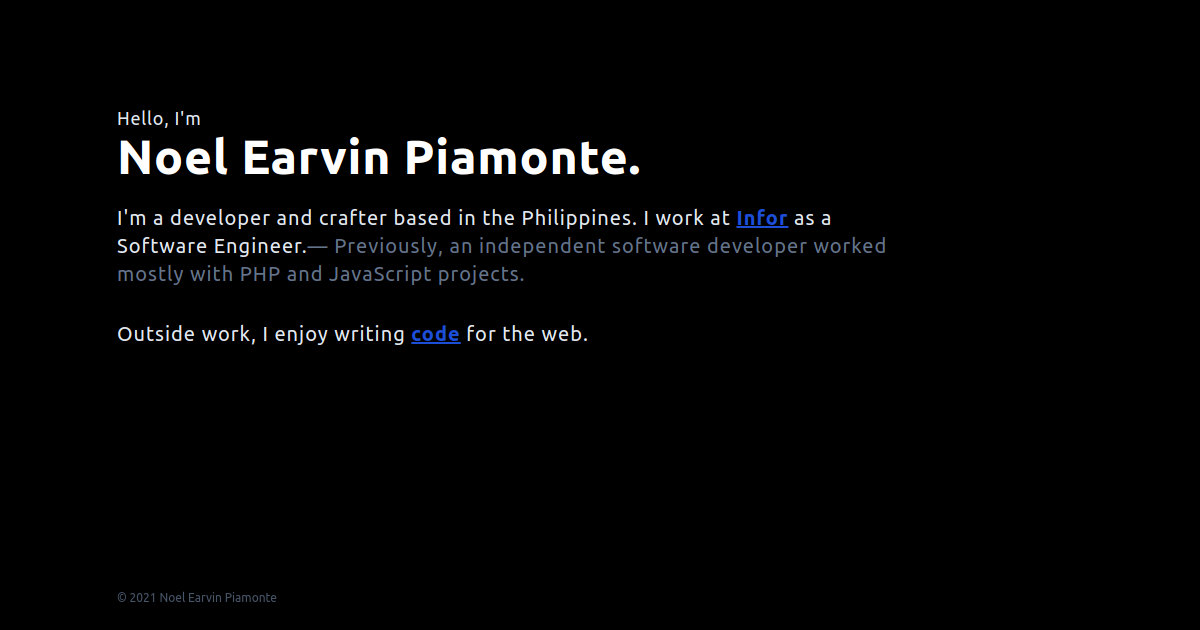 Hello, I'm
Noel Earvin Piamonte.
I'm a developer and crafter based in the Philippines. I work at Infor as a
Software Engineer.— Previously, an independent software developer worked
mostly with PHP and JavaScript projects.
Outside work, I enjoy writing code for the web.
© 2021 Noel Earvin Piamonte